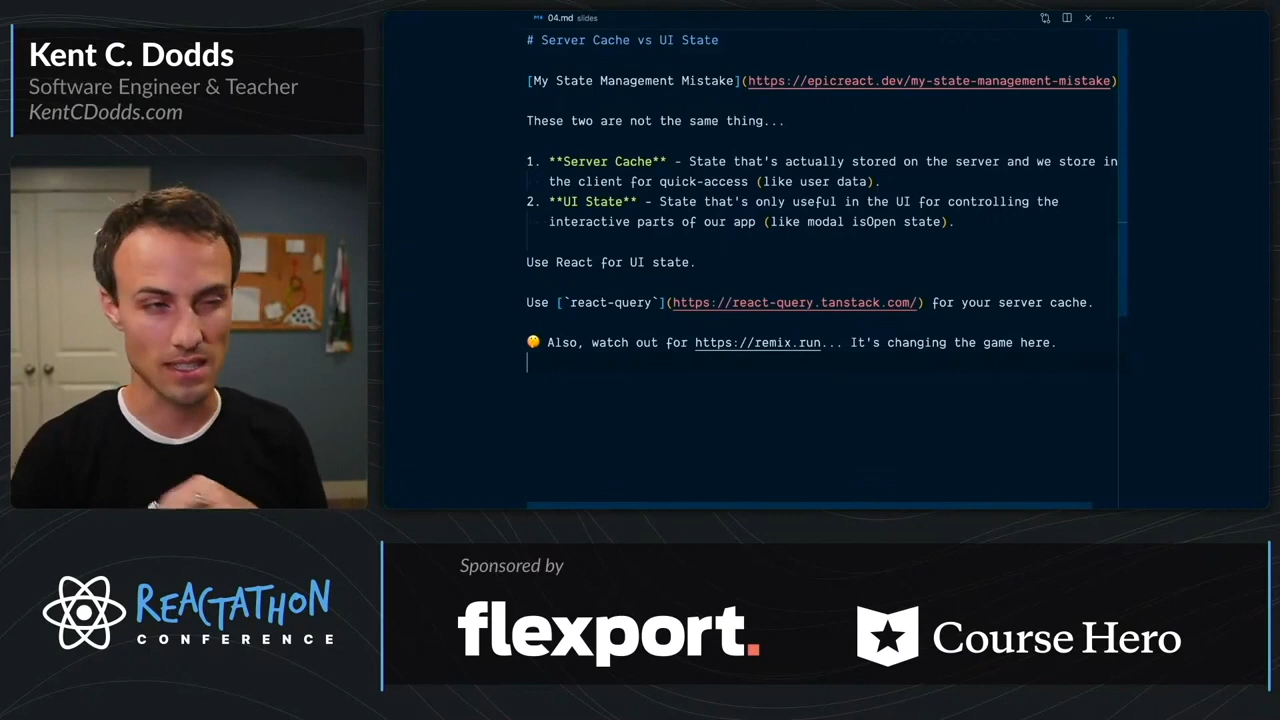 Kent C. Dodds
Software Engineer & Teacher
KentCDodds.com
04.md slides
# Server Cache vs UI State
[My State Management Mistake](https://epicreact.dev/my-state-management-mistake)
These two are not the same thing...
1. **Server Cache** - State that's actually stored on the server and we store in
the client for quick-access (like user data).
2. **UI State** - State that's only useful in the UI for controlling the
interactive parts of our app (like modal isOpen state).
Use React for UI state.
Use [`react-query`](https://react-query.tanstack.com/) for your server cache.
🤫 Also, watch out for https://remix.run... It's changing the game here.
REACTATHON
CONFERENCE
Sponsored by
flexport.
Course Hero